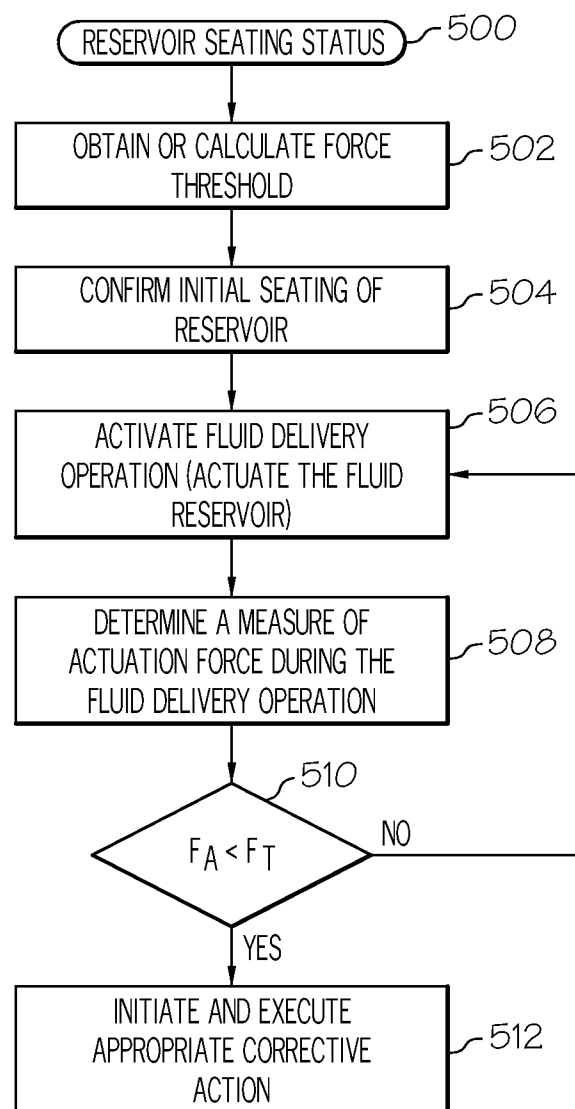 RESERVOIR SEATING STATUS
500
OBTAIN OR CALCULATE FORCE
THRESHOLD
502
CONFIRM INITIAL SEATING OF
RESERVOIR
504
506
ACTIVATE FLUID DELIVERY
OPERATION (ACTUATE THE FLUID
RESERVOIR)
DETERMINE A MEASURE OF
ACTUATION FORCE DURING THE
FLUID DELIVERY OPERATION
508
510
FA < FT
NO
YES
INITIATE AND EXECUTE
APPROPRIATE CORRECTIVE
ACTION
512